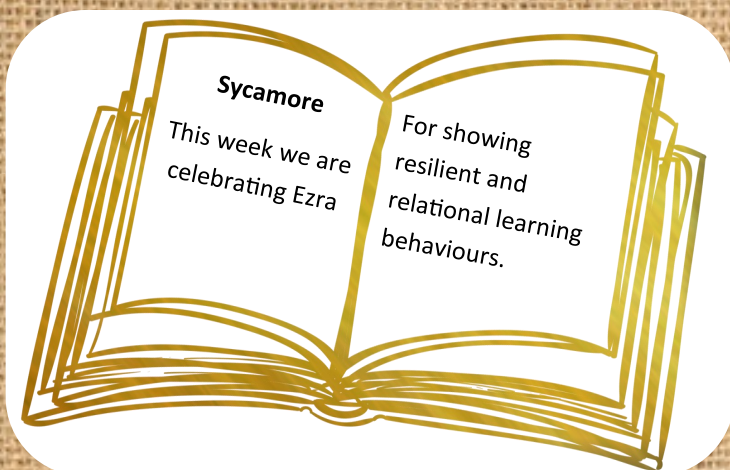 Sycamore
This week we are
celebrating Ezra
For showing
resilient and
relational learning
behaviours.